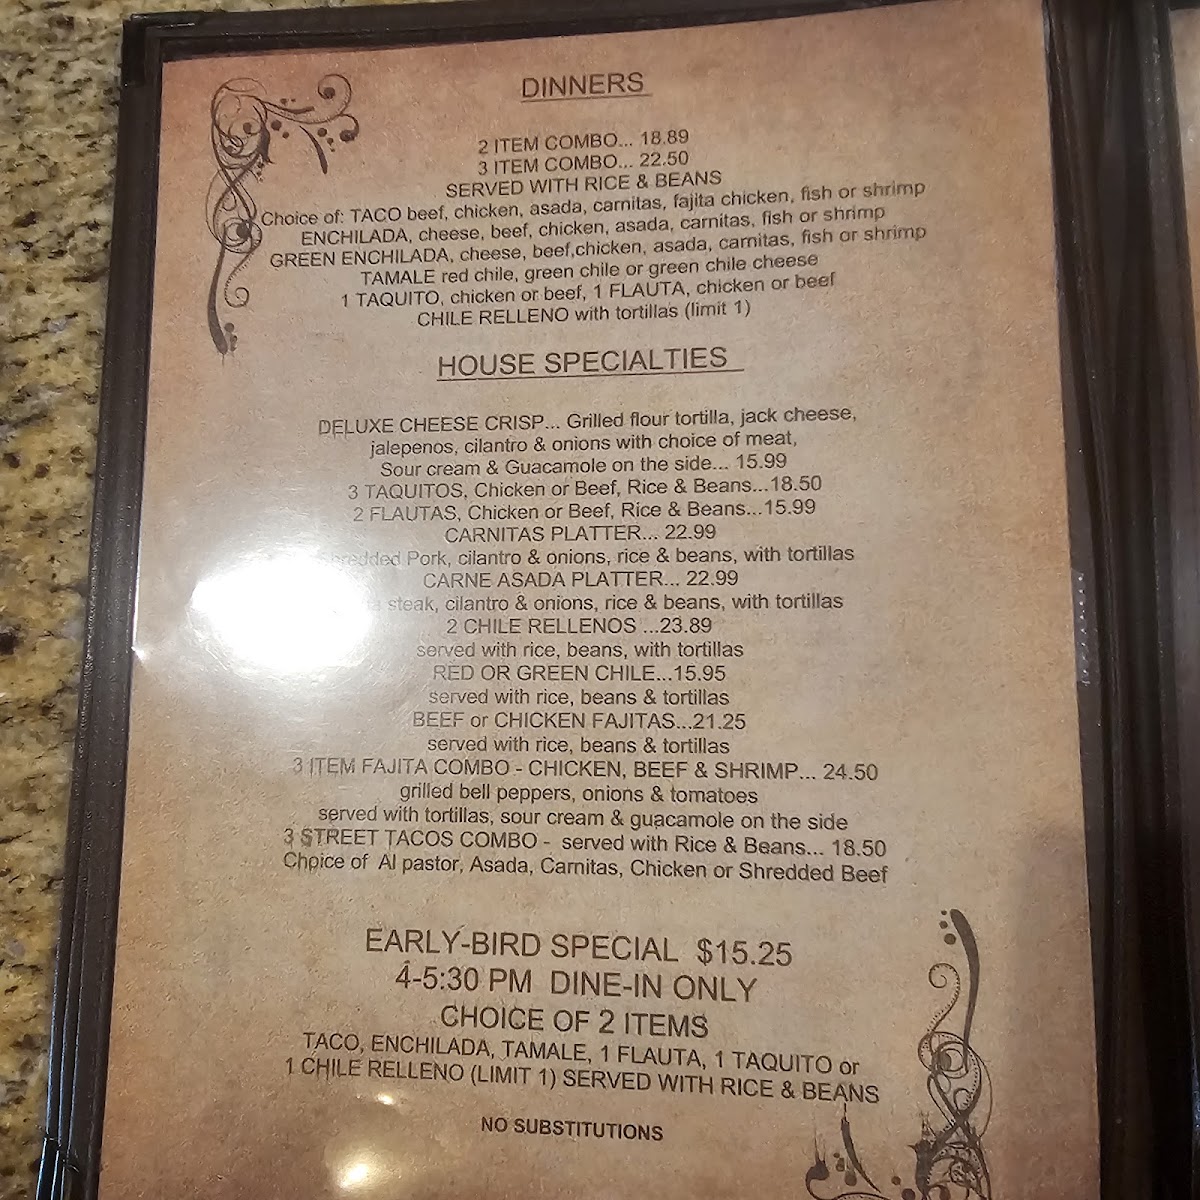 DINNERS
2 ITEM COMBO... 18.89
3 ITEM COMBO... 22.50
SERVED WITH RICE & BEANS
Choice of: TACO beef, chicken, asada, carnitas, fajita chicken, fish or shrimp
ENCHILADA, cheese, beef, chicken, asada, carnitas, fish or shrimp
GREEN ENCHILADA, cheese, beef,chicken, asada, carnitas, fish or shrimp
TAMALE red chile, green chile or green chile cheese
1 TAQUITO, chicken or beef, 1 FLAUTA, chicken or beef
CHILE RELLENO with tortillas (limit 1)
HOUSE SPECIALTIES
DELUXE CHEESE CRISP... Grilled flour tortilla, jack cheese,
jalepenos, cilantro & onions with choice of meat,
Sour cream & Guacamole on the side... 15.99
3 TAQUITOS, Chicken or Beef, Rice & Beans...18.50
2 FLAUTAS, Chicken or Beef, Rice & Beans...15.99
CARNITAS PLATTER... 22.99
Shredded Pork, cilantro & onions, rice & beans, with tortillas
CARNE ASADA PLATTER... 22.99
steak, cilantro & onions, rice & beans, with tortillas
2 CHILE RELLENOS ...23.89
served with rice, beans, with tortillas
RED OR GREEN CHILE...15.95
served with rice, beans & tortillas
BEEF or CHICKEN FAJITAS...21.25
served with rice, beans & tortillas
3 ITEM FAJITA COMBO - CHICKEN, BEEF & SHRIMP... 24.50
grilled bell peppers, onions & tomatoes
served with tortillas, sour cream & guacamole on the side
3 STREET TACOS COMBO - served with Rice & Beans... 18.50
Choice of Al pastor, Asada, Carnitas, Chicken or Shredded Beef
EARLY-BIRD SPECIAL $15.25
4-5:30 PM DINE-IN ONLY
CHOICE OF 2 ITEMS
TACO, ENCHILADA, TAMALE, 1 FLAUTA, 1 TAQUITO or
1 CHILE RELLENO (LIMIT 1) SERVED WITH RICE & BEANS
NO SUBSTITUTIONS